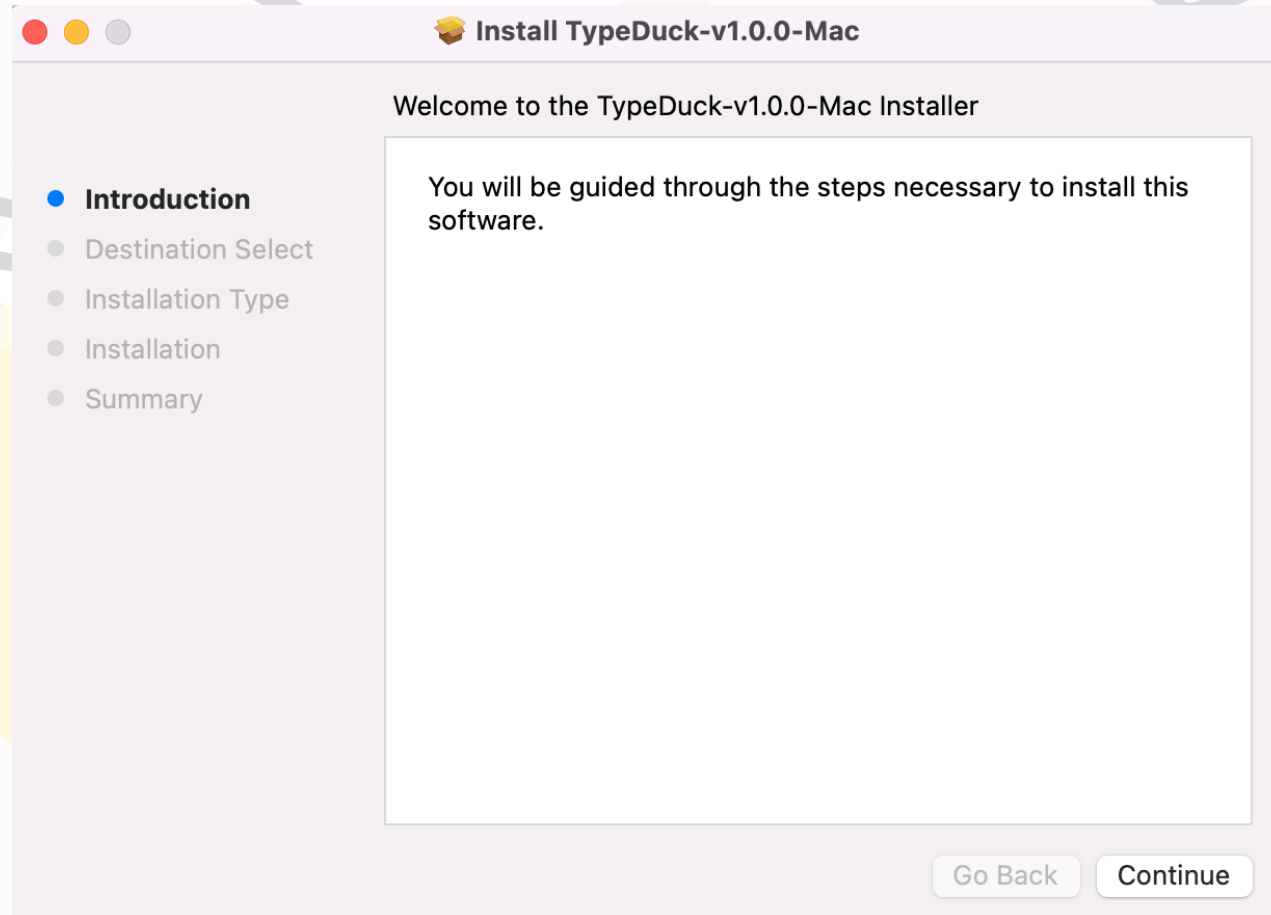 Install TypeDuck-v1.0.0-Mac
Welcome to the TypeDuck-v1.0.0-Mac Installer
Introduction
Destination Select
Installation Type
Installation
Summary
You will be guided through the steps necessary to install this
software.
Go Back
Continue